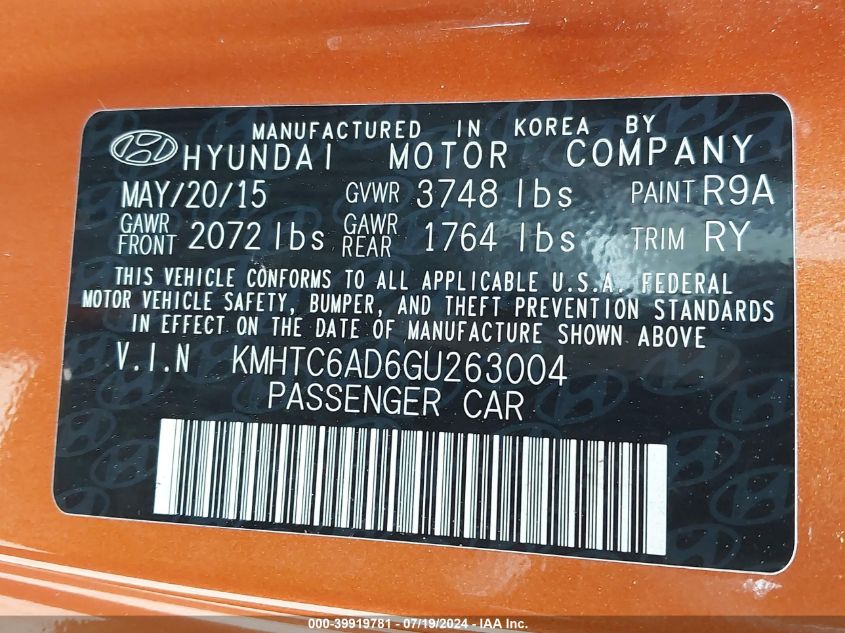 MANUFACTURED IN KOREA BY
HYUNDAI MOTOR COMPANY
MAY/20/15 GVWR 3748 lbs PAINT R9A
GAWR FRONT 2072 lbs GAWR REAR 1764 lbs TRIM RY
THIS VEHICLE CONFORMS TO ALL APPLICABLE U.S.A. FEDERAL
MOTOR VEHICLE SAFETY, BUMPER, AND THEFT PREVENTION STANDARDS
IN EFFECT ON THE DATE OF MANUFACTURE SHOWN ABOVE
V.I.N KMHTC6AD6GU263004
PASSENGER CAR
000-39919781 - 07/19/2024 - IAA Inc.